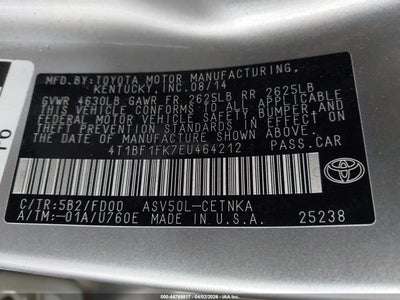 MFD. BY:
TOYOTA MOTOR MANUFACTURING,
KENTUCKY, INC. 08/14
GVWR 4630LB GAWR FR 2625LB RR 2625LB
THIS VEHICLE CONFORMS TO ALL APPLICABLE
FEDERAL MOTOR VEHICLE SAFETY, BUMPER, AND
THEFT PREVENTION STANDARDS IN EFFECT ON
THE DATE OF MANUFACTURE SHOWN ABOVE.
4T1BF1FK7EU464212 PASS.CAR
TOYOTA
C/TR:5B2/FD00 ASV50L-CETNKA
A/TM:-01A/U760E MADE IN U.S.A. 25238